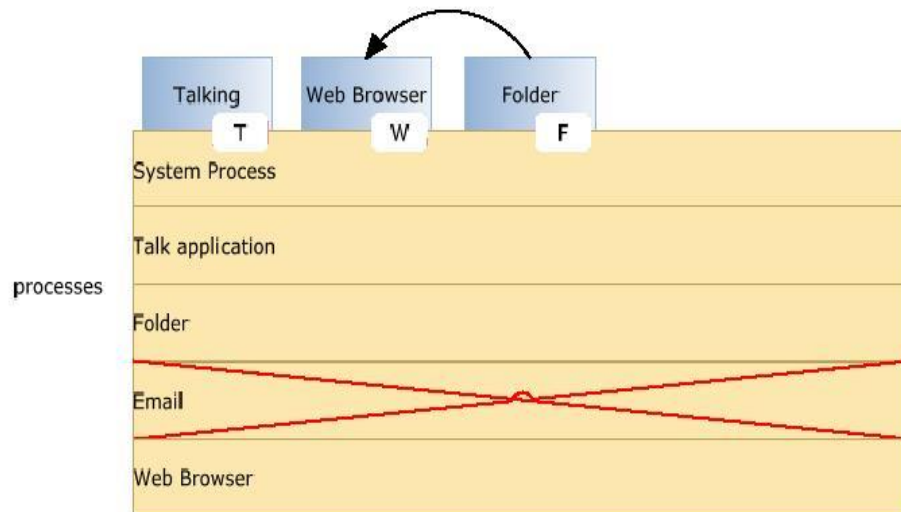 Talking
T
Web Browser
W
Folder
F
System Process
Talk application
processes
Folder
Email
Web Browser